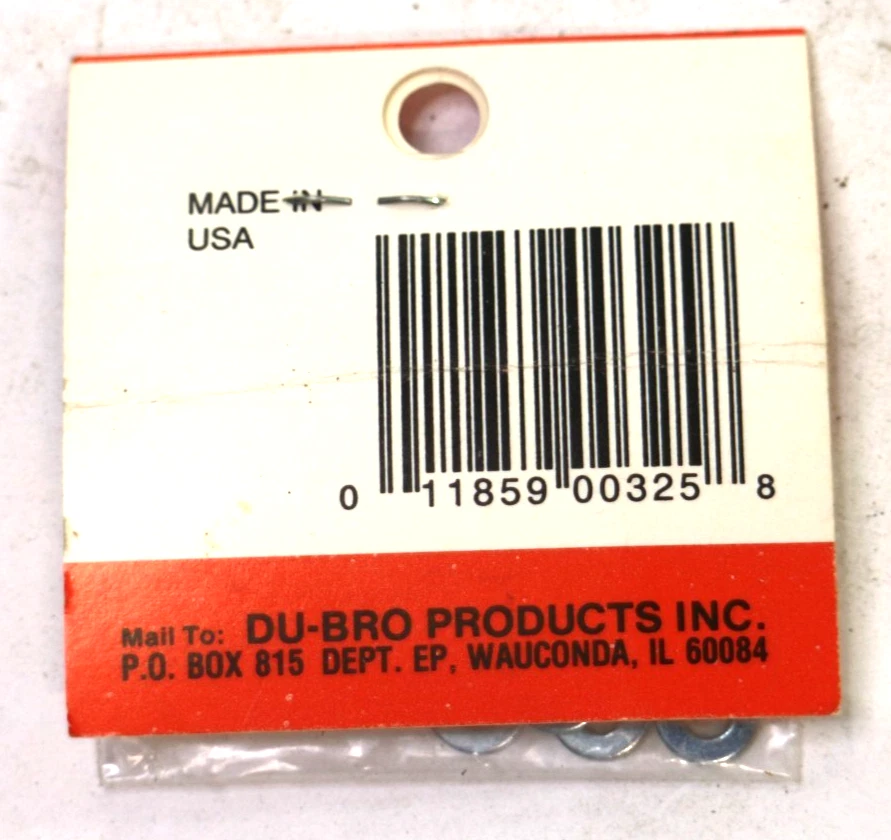 MADE IN
USA
0 11859 00325 8
Mail To: DU-BRO PRODUCTS INC.
P.O. BOX 815 DEPT. EP, WAUCONDA, IL 60084